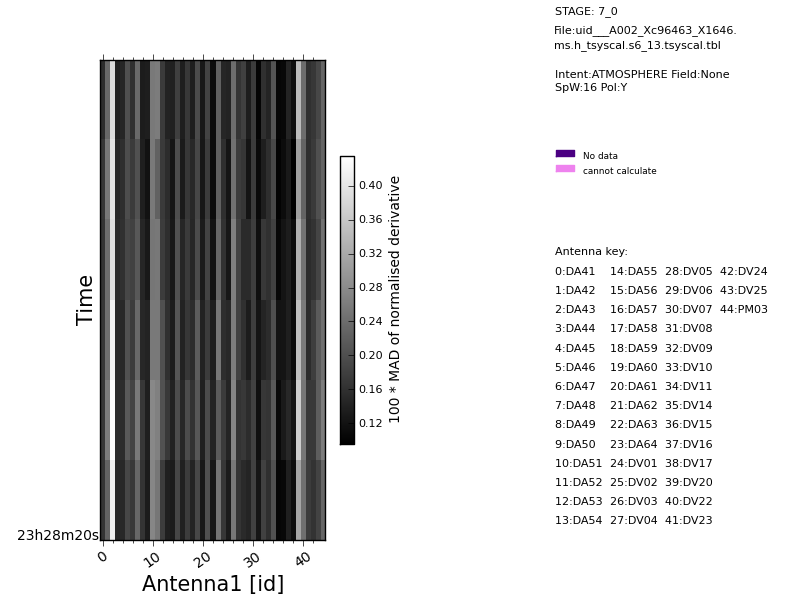 STAGE: 7_0
File:uid___A002_Xc96463_X1646.
ms.h_tsyscal.s6_13.tsyscal.tbl
Intent:ATMOSPHERE Field:None
SpW:16 Pol:Y
No data
cannot calculate
Antenna key:
0:DA41 14:DA55 28:DV05 42:DV24
1:DA42 15:DA56 29:DV06 43:DV25
2:DA43 16:DA57 30:DV07 44:PM03
3:DA44 17:DA58 31:DV08
4:DA45 18:DA59 32:DV09
5:DA46 19:DA60 33:DV10
6:DA47 20:DA61 34:DV11
7:DA48 21:DA62 35:DV14
8:DA49 22:DA63 36:DV15
9:DA50 23:DA64 37:DV16
10:DA51 24:DV01 38:DV17
11:DA52 25:DV02 39:DV20
12:DA53 26:DV03 40:DV22
13:DA54 27:DV04 41:DV23
Time
23h28m20s
0 10 20 30 40
Antenna1 [id]
0.40
0.36
0.32
0.28
0.24
0.20
0.16
0.12
100 * MAD of normalised derivative